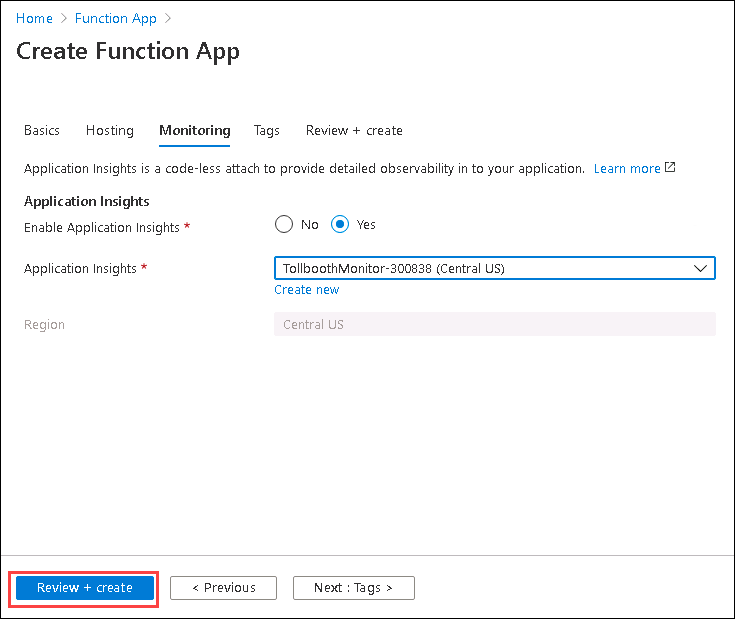 Home > Function App >
Create Function App
Basics Hosting Monitoring Tags Review + create
Application Insights is a code-less attach to provide detailed observability in to your application. Learn more
Application Insights
Enable Application Insights * No Yes
Application Insights * TollboothMonitor-300838 (Central US)
Create new
Region Central US
Review + create < Previous Next : Tags >